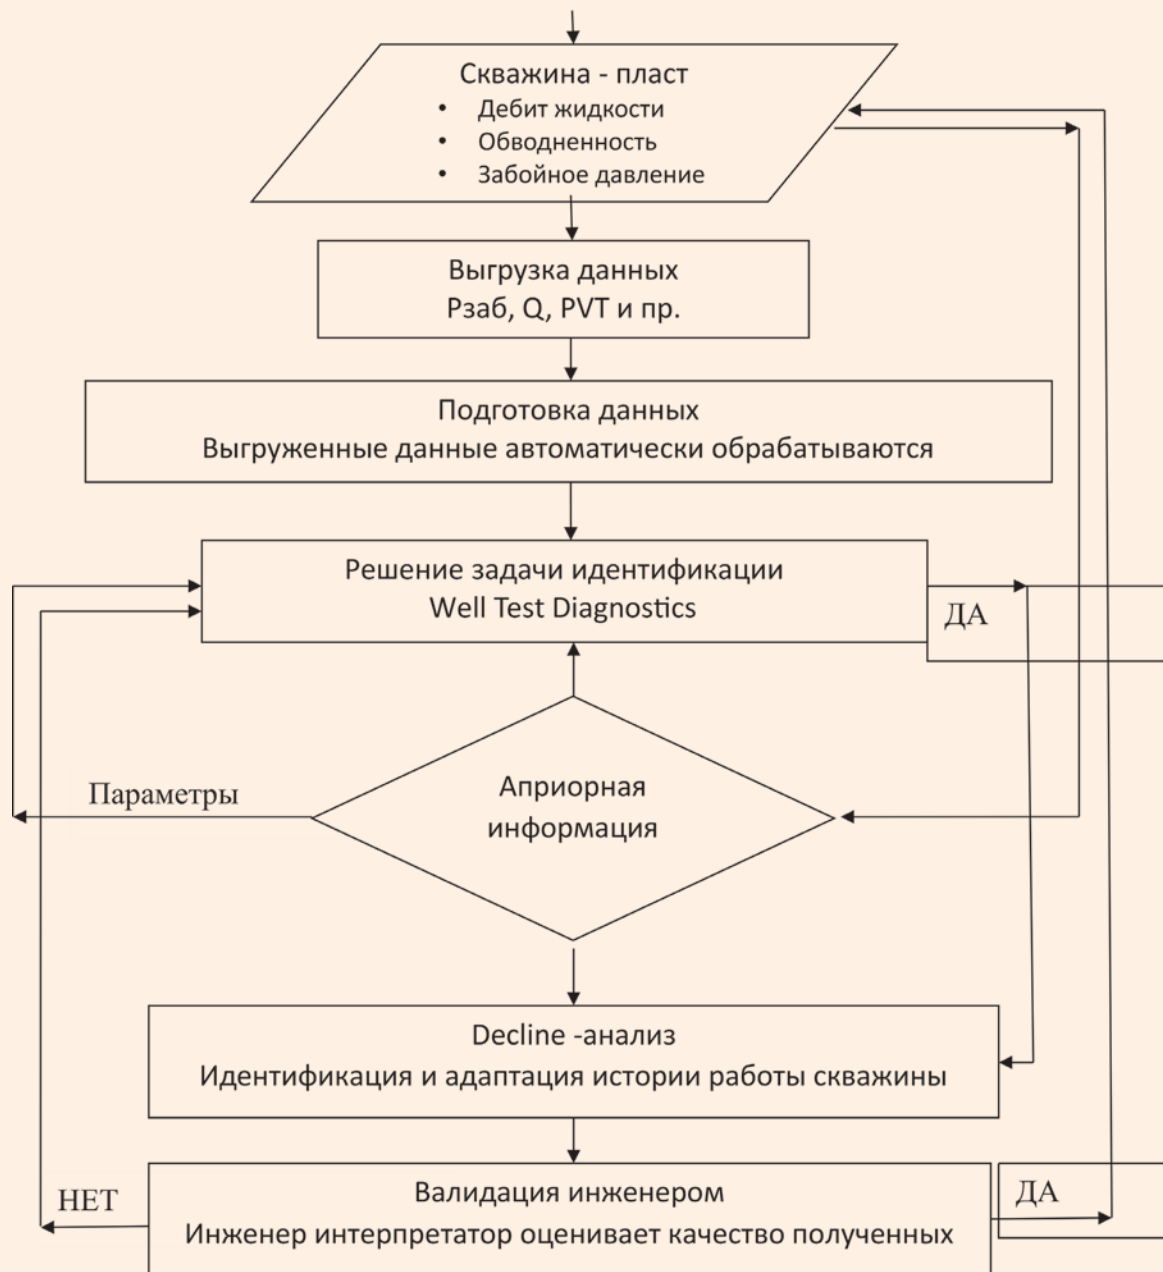 Скважина - пласт
• Дебит жидкости
• Обводненность
• Забойное давление
Выгрузка данных
Рзаб, Q, PVT и пр.
Подготовка данных
Выгруженные данные автоматически обрабатываются
Решение задачи идентификации
Well Test Diagnostics
ДА
Априорная
информация
Параметры
Decline -анализ
Идентификация и адаптация истории работы скважины
НЕТ
Валидация инженером
Инженер интерпретатор оценивает качество полученных
ДА